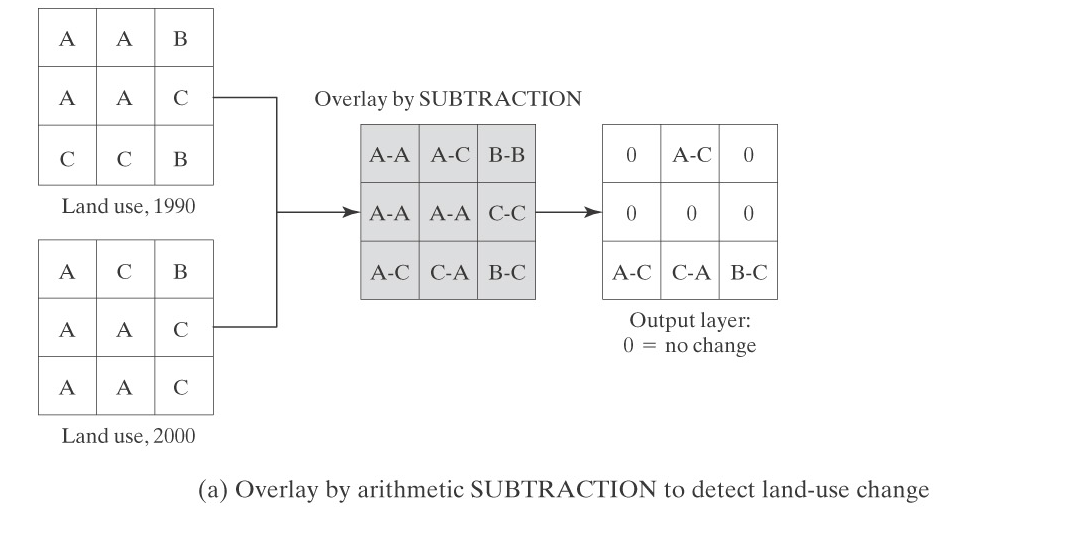 A A B
A A C
C C B
Land use, 1990
A C B
A A C
A A C
Land use, 2000
Overlay by SUBTRACTION
A-A A-C B-B
A-A A-A C-C
A-C C-A B-C
0 A-C 0
0 0 0
A-C C-A B-C
Output layer:
0 = no change
(a) Overlay by arithmetic SUBTRACTION to detect land-use change